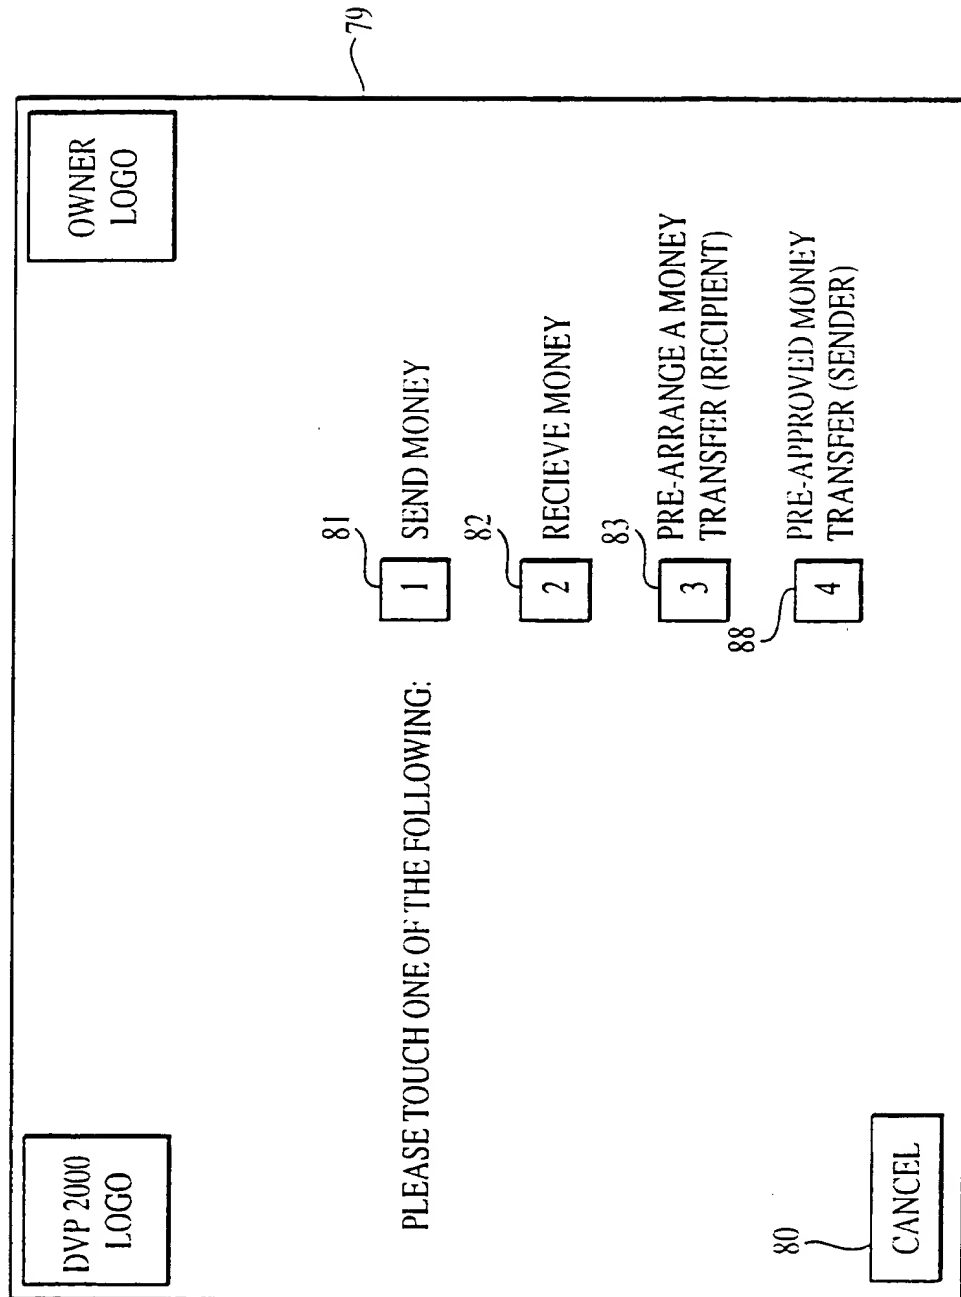 DVP 2000
LOGO
OWNER
LOGO
79
PLEASE TOUCH ONE OF THE FOLLOWING:
81
1 SEND MONEY
82
2 RECIEVE MONEY
83
3 PRE-ARRANGE A MONEY
TRANSFER (RECIPIENT)
88
4 PRE-APPROVED MONEY
TRANSFER (SENDER)
80
CANCEL